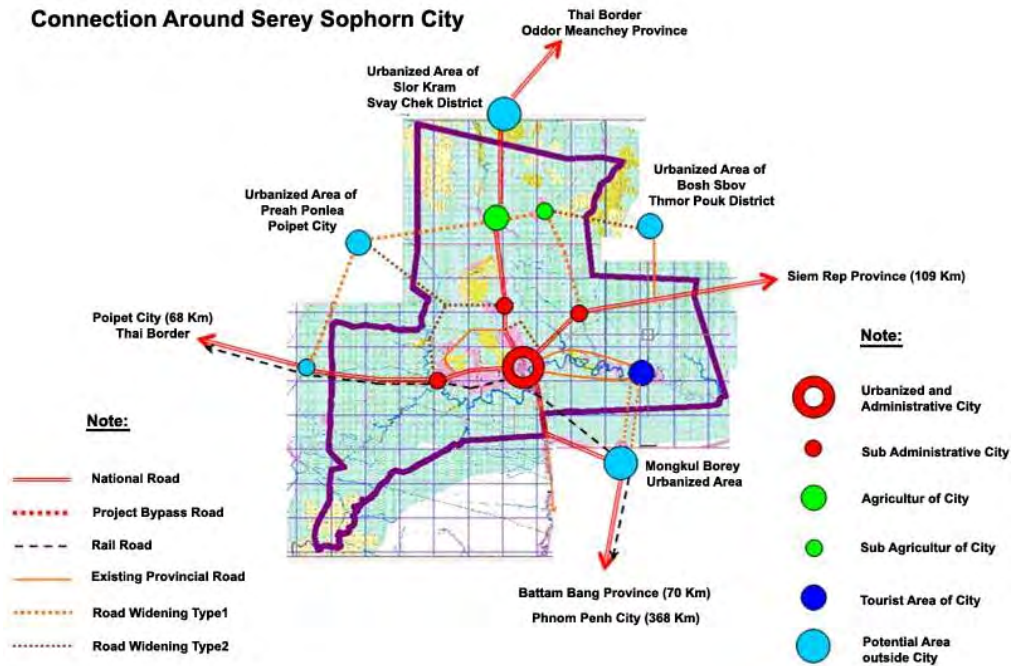 Connection Around Serey Sophorn City
Thai Border
Oddor Meanchey Province
Urbanized Area of
Slor Kram
Svay Chek District
Urbanized Area of
Bosh Sbov
Thmor Pouk District
Urbanized Area of
Preah Ponlea
Poipet City
Siem Rep Province (109 Km)
Poipet City (68 Km)
Thai Border
Mongkul Borey
Urbanized Area
Battam Bang Province (70 Km)
Phnom Penh City (368 Km)
Note:
National Road
Project Bypass Road
Rail Road
Existing Provincial Road
Road Widening Type1
Road Widening Type2
Note:
Urbanized and
Administrative City
Sub Administrative City
Agricultur of City
Sub Agricultur of City
Tourist Area of City
Potential Area
outside City